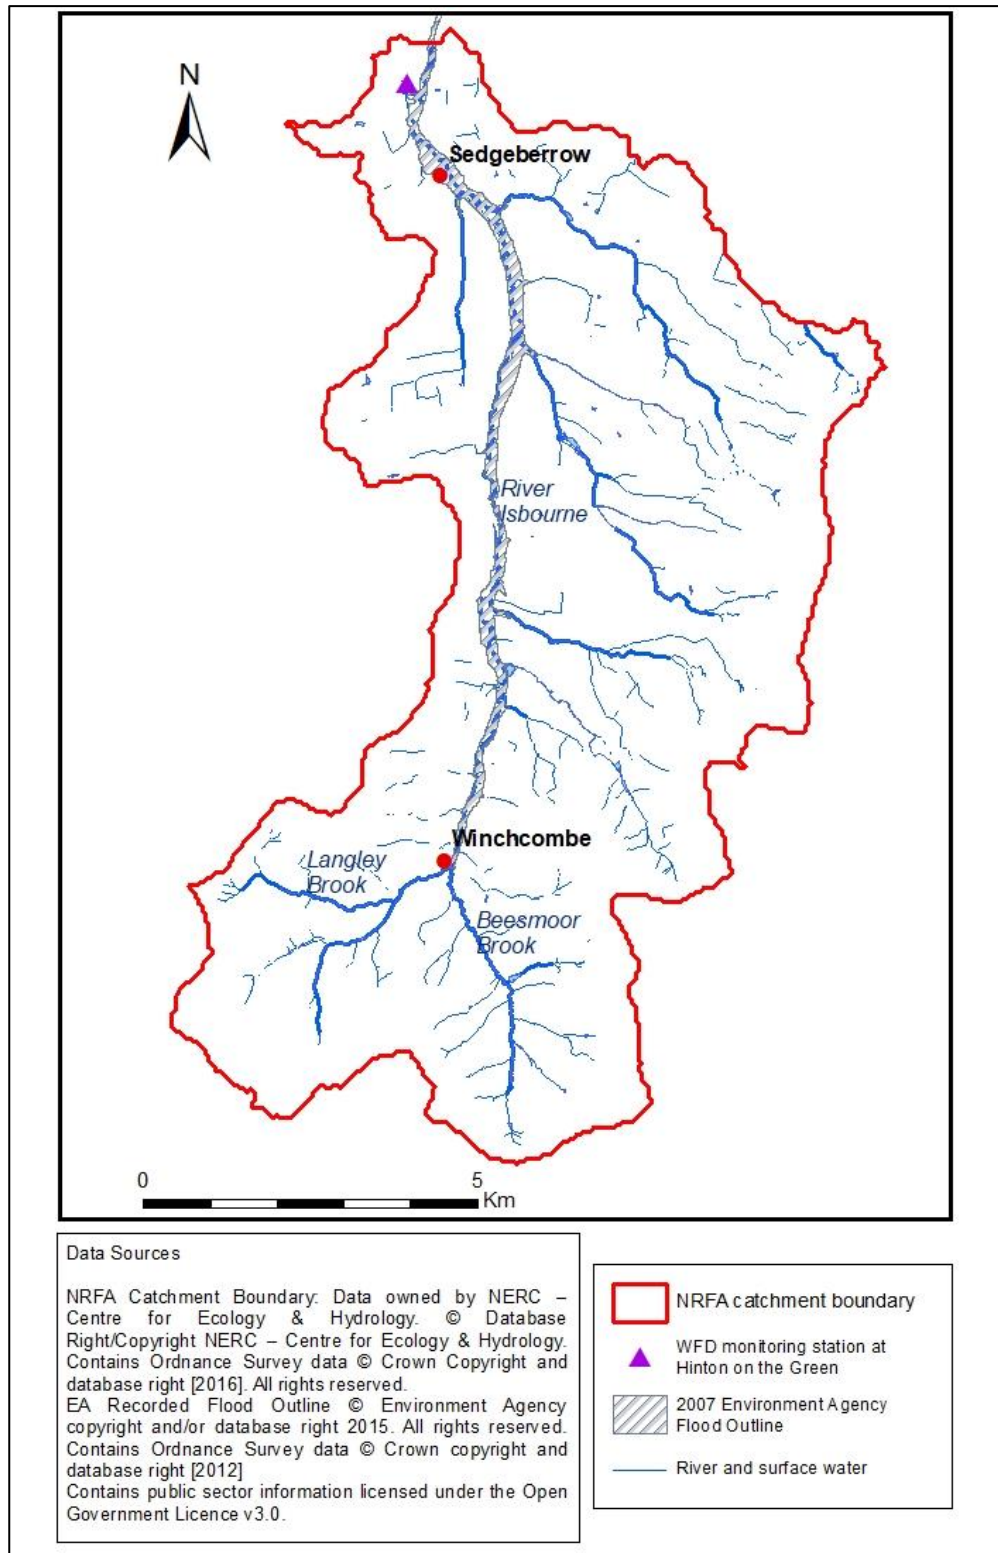 N
Sedgeberrow
River
Isbourne
Winchcombe
Langley
Brook
Beesmoor
Brook
0 5
Km
Data Sources
NRFA Catchment Boundary: Data owned by NERC –
Centre for Ecology & Hydrology. © Database
Right/Copyright NERC – Centre for Ecology & Hydrology.
Contains Ordnance Survey data © Crown Copyright and
database right [2016]. All rights reserved.
EA Recorded Flood Outline © Environment Agency
copyright and/or database right 2015. All rights reserved.
Contains Ordnance Survey data © Crown copyright and
database right [2012]
Contains public sector information licensed under the Open
Government Licence v3.0.
NRFA catchment boundary
WFD monitoring station at
Hinton on the Green
2007 Environment Agency
Flood Outline
River and surface water